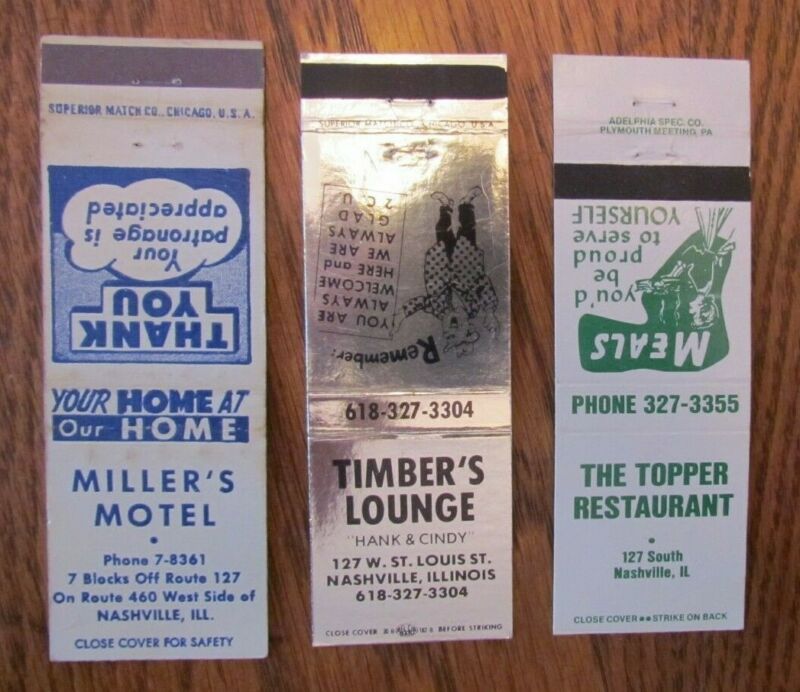 SUPERIOR MATCH CO., CHICAGO, U.S.A.
Your
patronage is
appreciated
THANK
YOU
YOUR HOME AT
Our HOME
MILLER'S
MOTEL
•
Phone 7-8361
7 Blocks Off Route 127
On Route 460 West Side of
NASHVILLE, ILL.
CLOSE COVER FOR SAFETY
SUPERIOR MATCH CO., CHICAGO, U.S.A.
Remember:
YOU ARE
ALWAYS
WELCOME
HERE and
WE ARE
ALWAYS
GLAD
2 C. U
618-327-3304
TIMBER'S
LOUNGE
"HANK & CINDY"
127 W. ST. LOUIS ST.
NASHVILLE, ILLINOIS
618-327-3304
CLOSE COVER BEFORE STRIKING
ADELPHIA SPEC. CO.
PLYMOUTH MEETING, PA
MEALS
you'd
be
proud
to serve
YOURSELF
PHONE 327-3355
THE TOPPER
RESTAURANT
•
127 South
Nashville, IL
CLOSE COVER ■■ STRIKE ON BACK